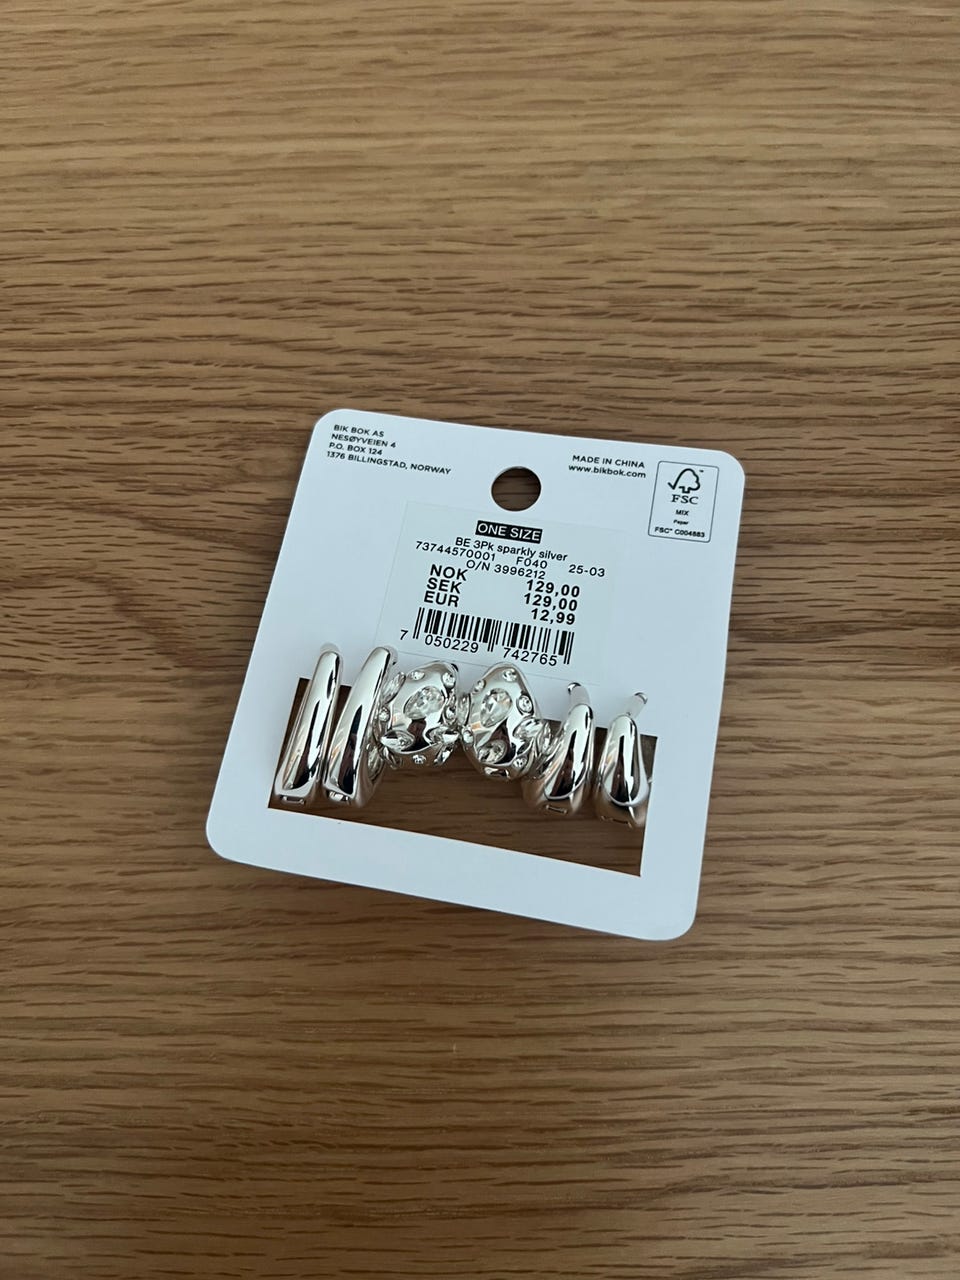 BIK BOK AS
NESØYVEIEN 4
P.O. BOX 124
1376 BILLINGSTAD, NORWAY
MADE IN CHINA
www.bikbok.com
FSC
MIX
Paper
FSC® C004883
ONE SIZE
BE 3Pk sparkly silver
73744570001 F040 25-03
O/N 3996212
NOK 129,00
SEK 129,00
EUR 12,99
7 050229 742765